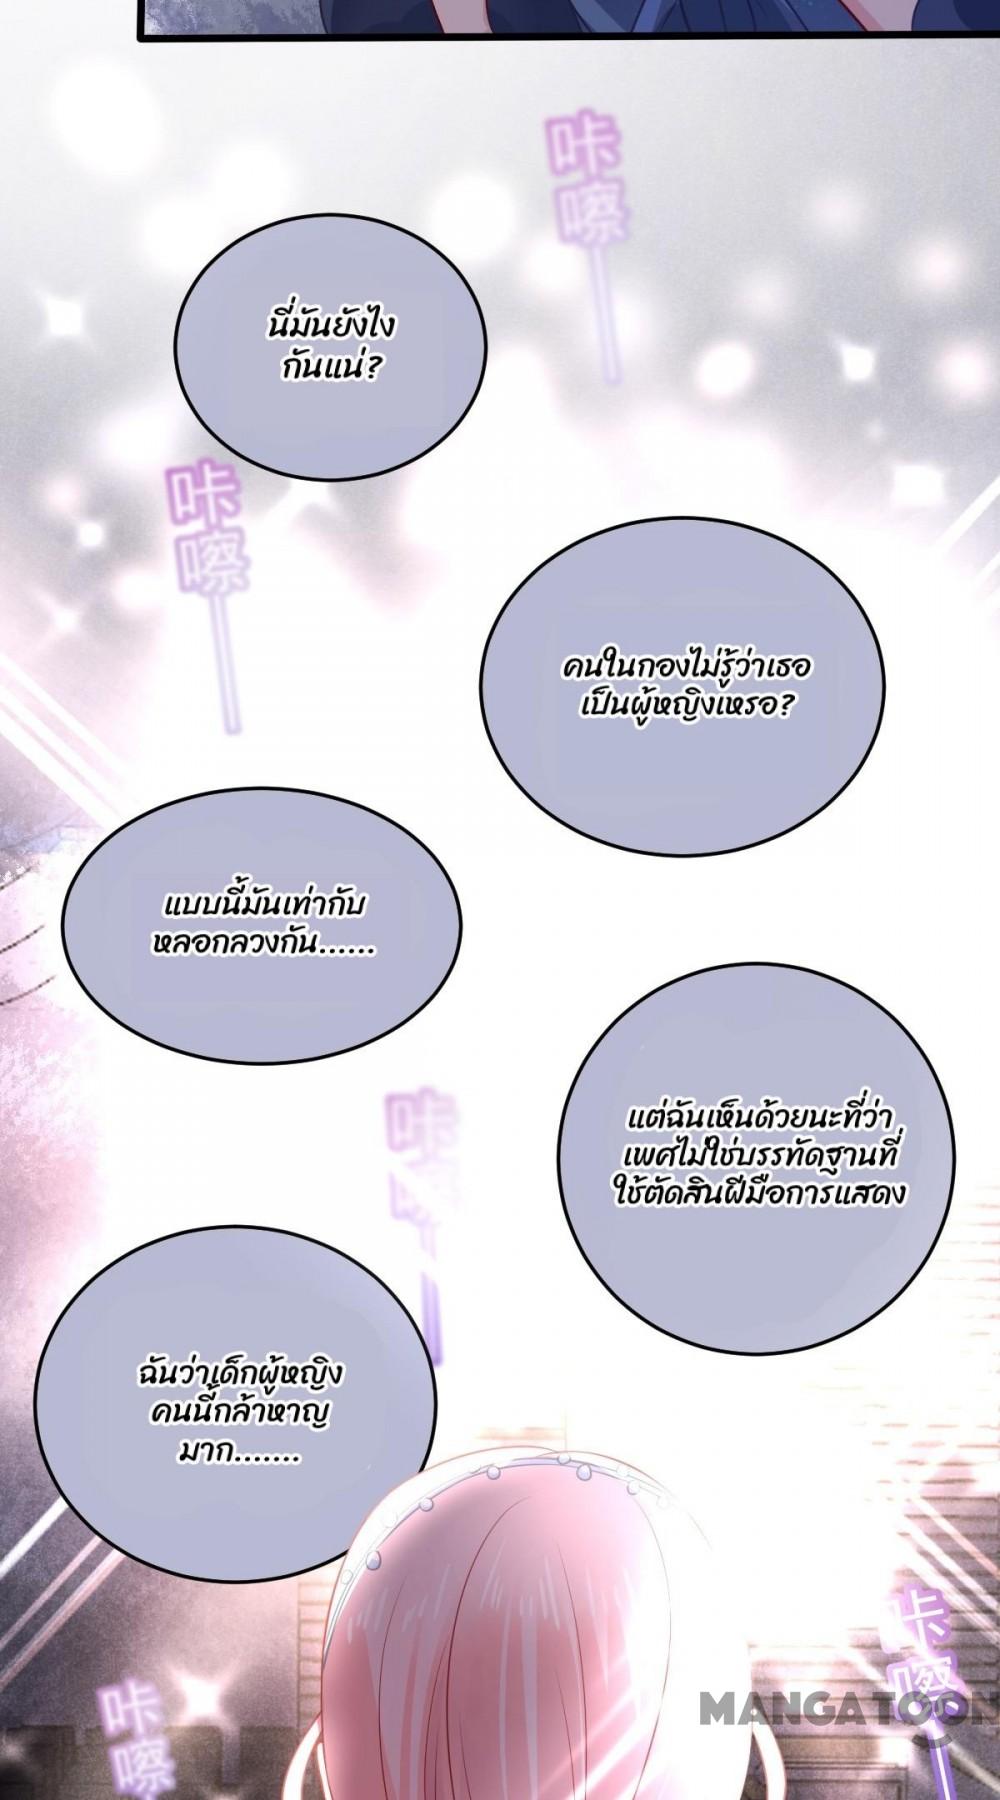 咔
嚓
นี่มันยังไง
กันแน่?
咔
嚓
คนในกองไม่รู้ว่าเธอ
เป็นผู้หญิงเหรอ?
แบบนี้มันเท่ากับ
หลอกลวงกัน......
แต่ฉันเห็นด้วยนะที่ว่า
เพศไม่ใช่บรรทัดฐานที่
ใช้ตัดสินฝีมือการแสดง
咔
ฉันว่าเด็กผู้หญิง
คนนี้กล้าหาญ
มาก.......
咔
嚓
咔
嚓
MANGATOON